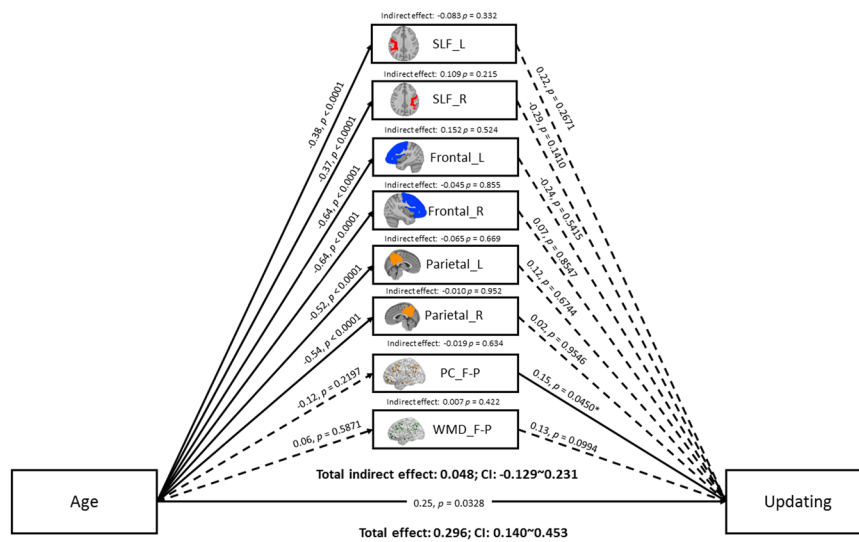 Indirect effect: -0.083 p = 0.332
SLF_L
Indirect effect: 0.109 p = 0.215
SLF_R
Indirect effect: 0.152 p = 0.524
Frontal_L
Indirect effect: -0.045 p = 0.855
Frontal_R
Indirect effect: -0.065 p = 0.669
Parietal_L
Indirect effect: -0.010 p = 0.952
Parietal_R
Indirect effect: -0.019 p = 0.634
PC_F-P
Indirect effect: 0.007 p = 0.422
WMD_F-P
-0.38, p < 0.0001
-0.37, p < 0.0001
-0.64, p < 0.0001
-0.64, p < 0.0001
-0.52, p < 0.0001
-0.54, p < 0.0001
-0.12, p = 0.2197
0.06, p = 0.5871
0.22, p = 0.2671
-0.29, p = 0.1410
-0.24, p = 0.5415
0.07, p = 0.8547
0.12, p = 0.6744
0.02, p = 0.9546
0.15, p = 0.0450*
0.13, p = 0.0994
Total indirect effect: 0.048; CI: -0.129~0.231
Age
0.25, p = 0.0328
Updating
Total effect: 0.296; CI: 0.140~0.453